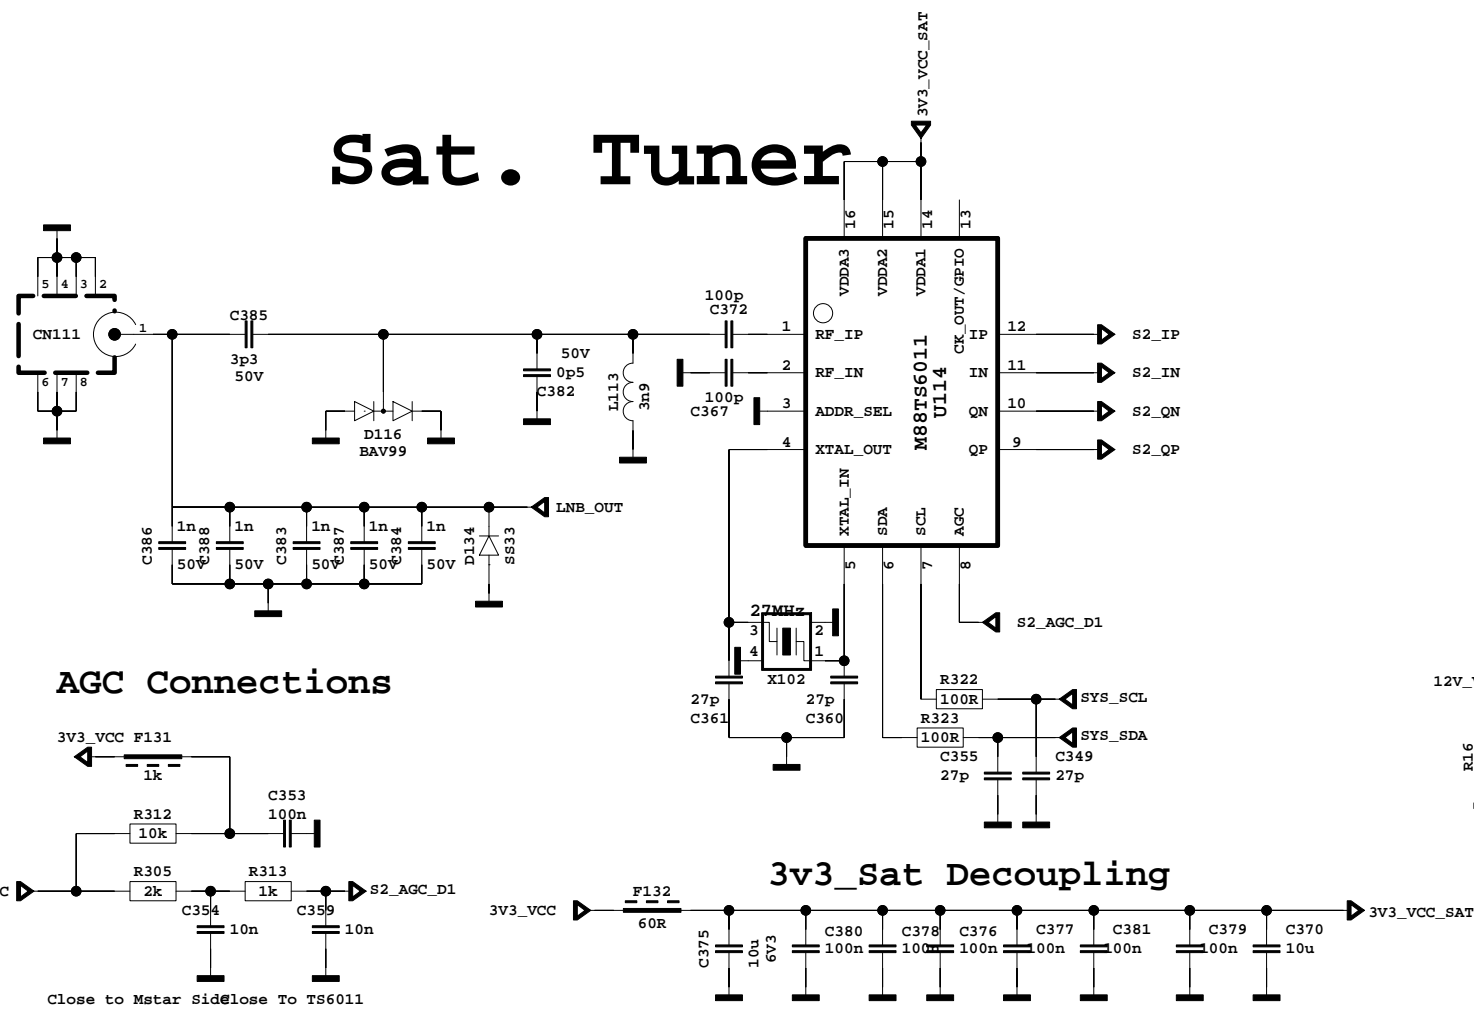 3V3_VCC_SAT
Sat. Tuner
16
15
14
13
VDDA3
VDDA2
VDDA1
CK_OUT/GPIO
5 4 3 2
CN111
1
6 7 8
C385
3p3
50V
D116
BAV99
50V
0p5
C382
L113
3n9
100p
C372
100p
C367
1 RF_IP
2 RF_IN
3 ADDR_SEL
4 XTAL_OUT
M88TS6011
U114
IP 12 S2_IP
IN 11 S2_IN
QN 10 S2_QN
QP 9 S2_QP
XTAL_IN
SDA
SCL
AGC
5
6
7
8
LNB_OUT
C386 1n 50V
C388 1n 50V
C383 1n 50V
C387 1n 50V
C384 1n 50V
D134
SS33
27MHz
3 2
4 1
X102
27p
C361
27p
C360
S2_AGC_D1
R322
100R
SYS_SCL
R323
100R
SYS_SDA
C355
27p
C349
27p
12V_
R16
AGC Connections
3V3_VCC F131
1k
C353
100n
R312
10k
R305
2k
R313
1k
C
S2_AGC_D1
C354
10n
C359
10n
Close to Mstar Side
Close To TS6011
3v3_Sat Decoupling
3V3_VCC
F132
60R
C375
10u
6V3
C380
100n
C378
100n
C376
100n
C377
100n
C381
100n
C379
100n
C370
10u
3V3_VCC_SAT